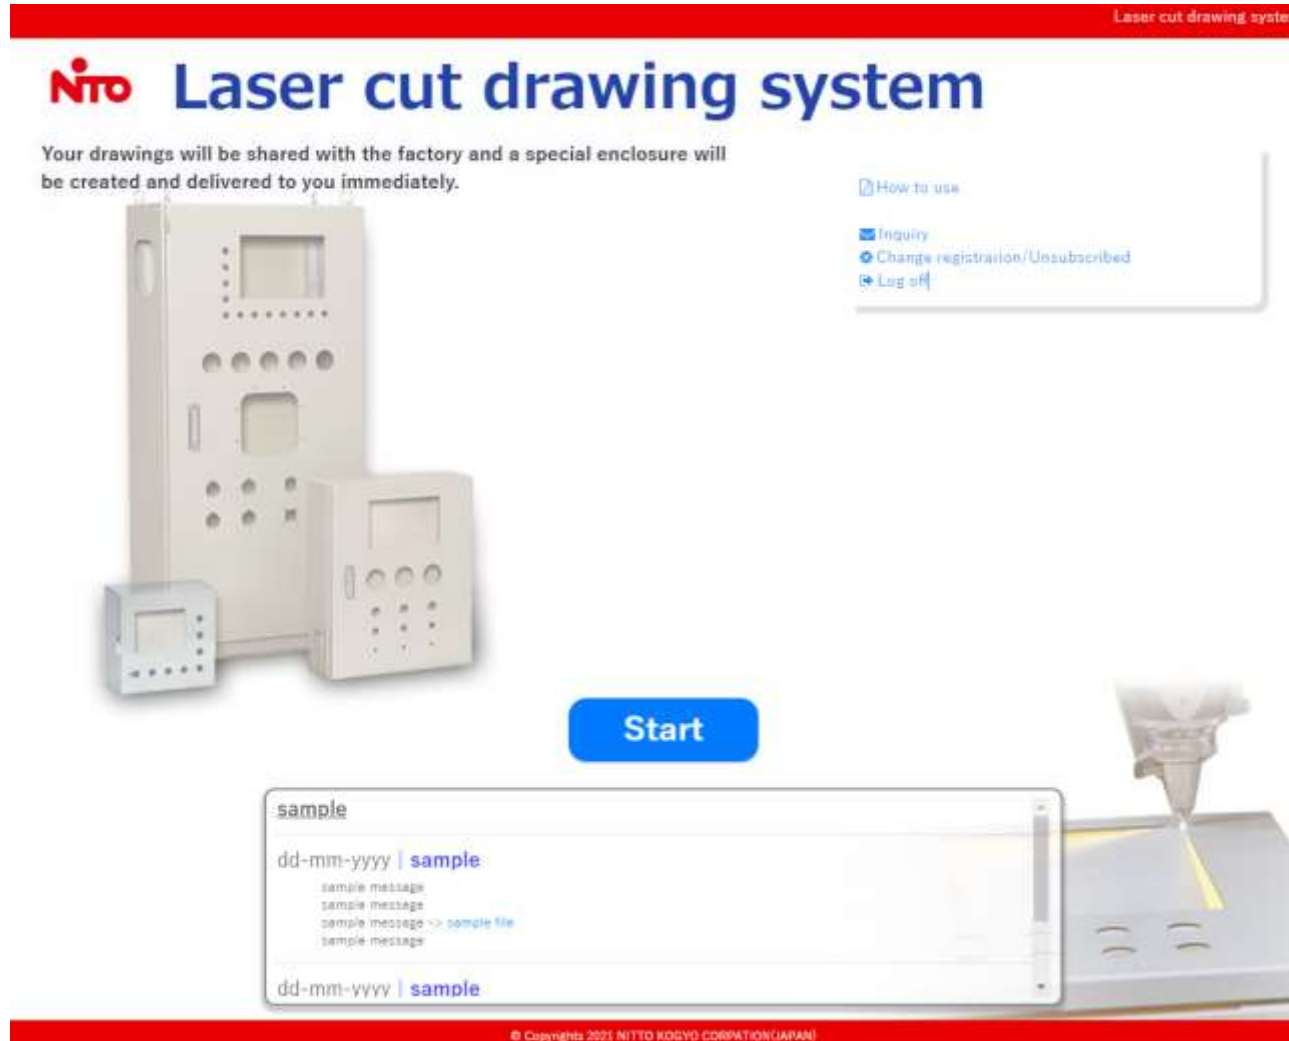 Laser cut drawing syste
NITO Laser cut drawing system
Your drawings will be shared with the factory and a special enclosure will
be created and delivered to you immediately.
How to use
Inquiry
Change registrarion/Unsubscribed
Log off
Start
sample
dd-mm-yyyy | sample
sample message
sample message
sample message -> sample file
sample message
dd-mm-yyyy | sample
© Copyrights 2021 NITTO KOGYO CORPATION(JAPAN)